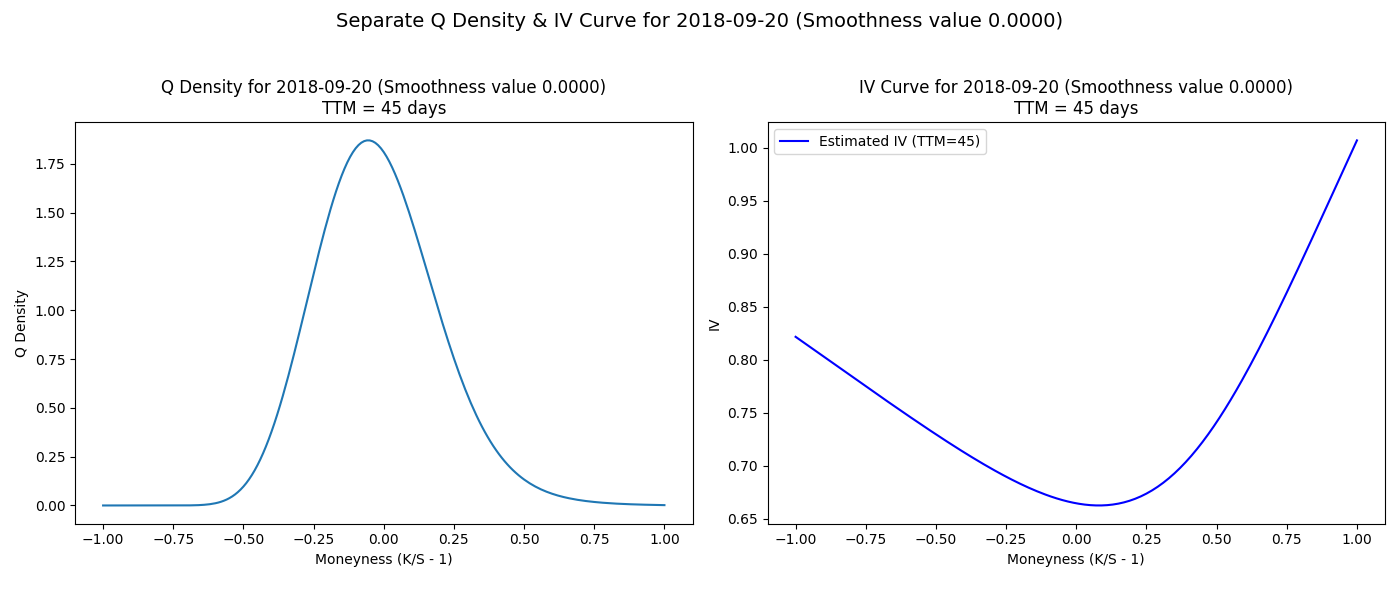 Separate Q Density & IV Curve for 2018-09-20 (Smoothness value 0.0000)
Q Density for 2018-09-20 (Smoothness value 0.0000)
TTM = 45 days
Q Density
1.75
1.50
1.25
1.00
0.75
0.50
0.25
0.00
−1.00 −0.75 −0.50 −0.25 0.00 0.25 0.50 0.75 1.00
Moneyness (K/S - 1)
IV Curve for 2018-09-20 (Smoothness value 0.0000)
TTM = 45 days
Estimated IV (TTM=45)
IV
1.00
0.95
0.90
0.85
0.80
0.75
0.70
0.65
−1.00 −0.75 −0.50 −0.25 0.00 0.25 0.50 0.75 1.00
Moneyness (K/S - 1)